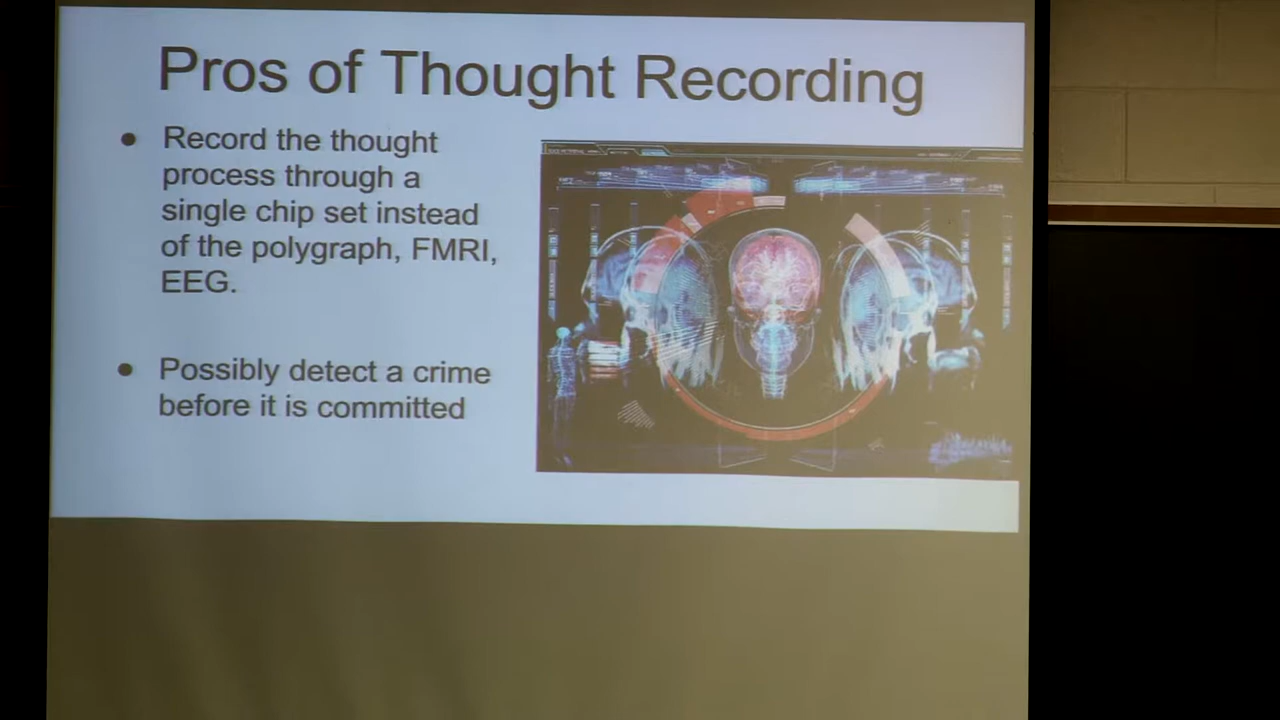 Pros of Thought Recording
• Record the thought
process through a
single chip set instead
of the polygraph, FMRI,
EEG.
• Possibly detect a crime
before it is committed